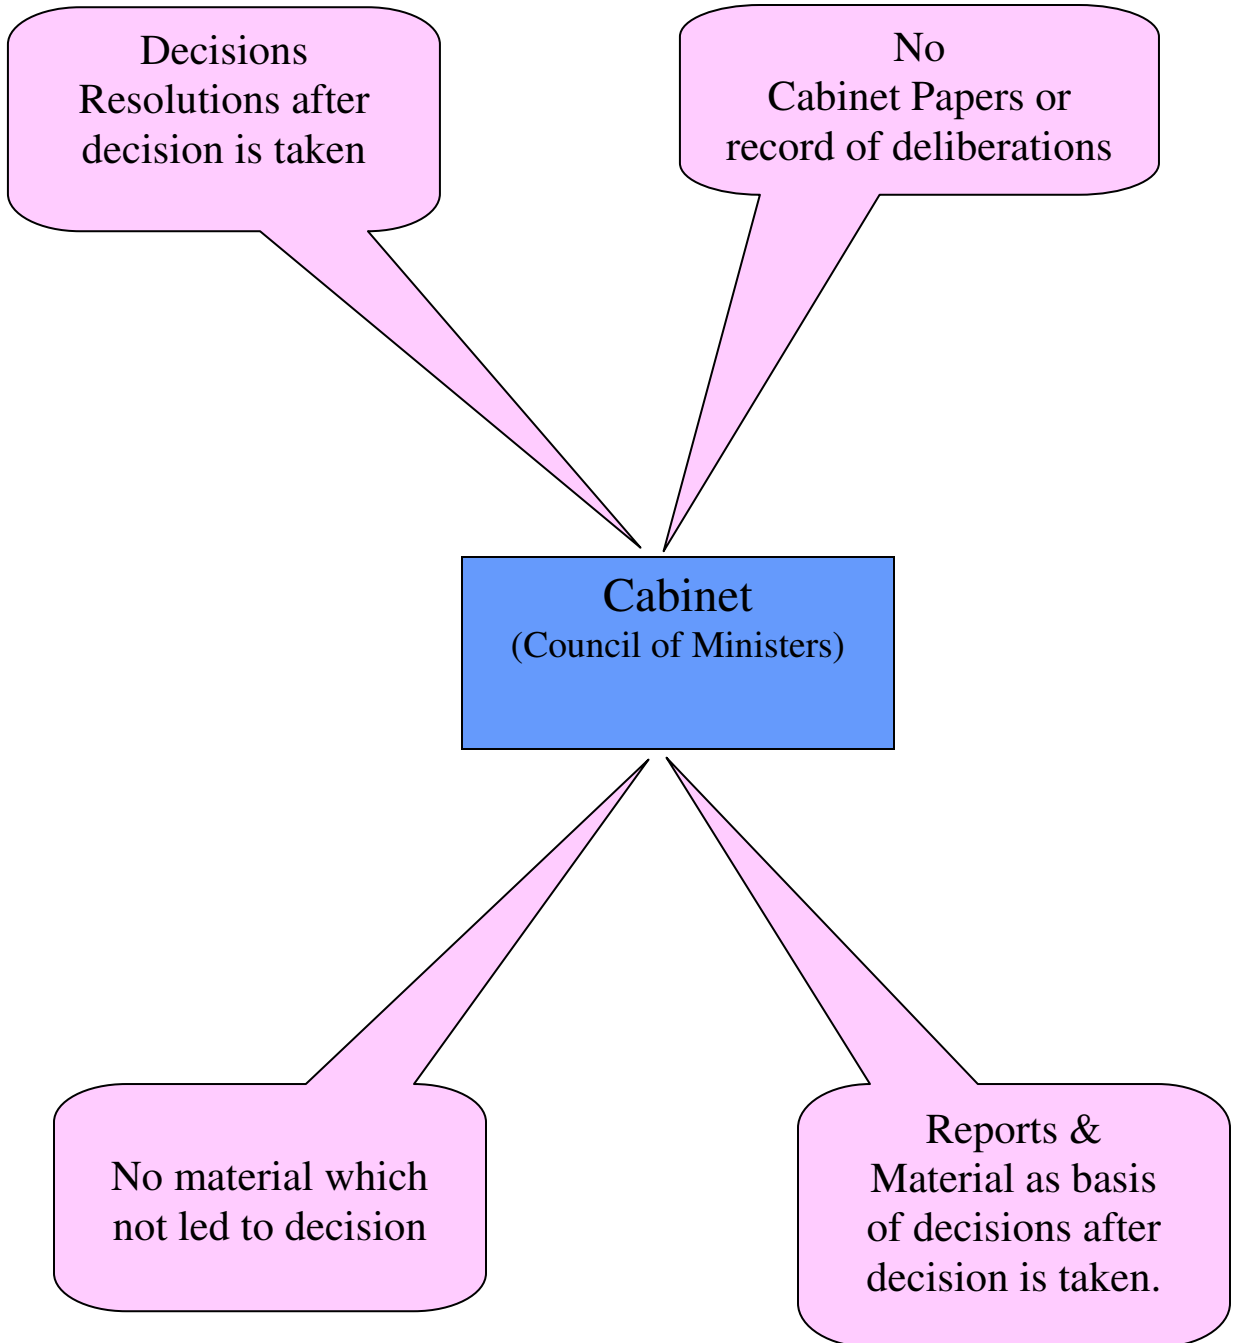 Decisions
Resolutions after
decision is taken
No
Cabinet Papers or
record of deliberations
Cabinet
(Council of Ministers)
No material which
not led to decision
Reports &
Material as basis
of decisions after
decision is taken.